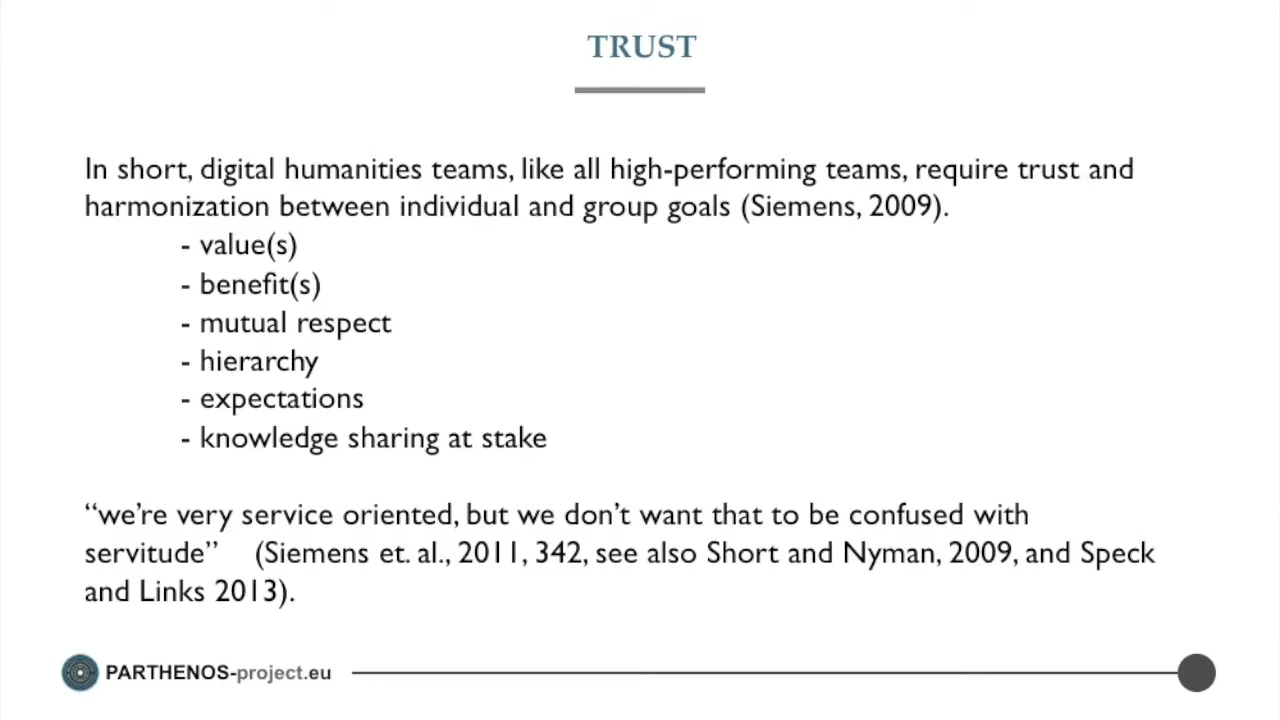 TRUST
In short, digital humanities teams, like all high-performing teams, require trust and
harmonization between individual and group goals (Siemens, 2009).
- value(s)
- benefit(s)
- mutual respect
- hierarchy
- expectations
- knowledge sharing at stake
“we’re very service oriented, but we don’t want that to be confused with
servitude” (Siemens et. al., 2011, 342, see also Short and Nyman, 2009, and Speck
and Links 2013).
PARTHENOS-project.eu